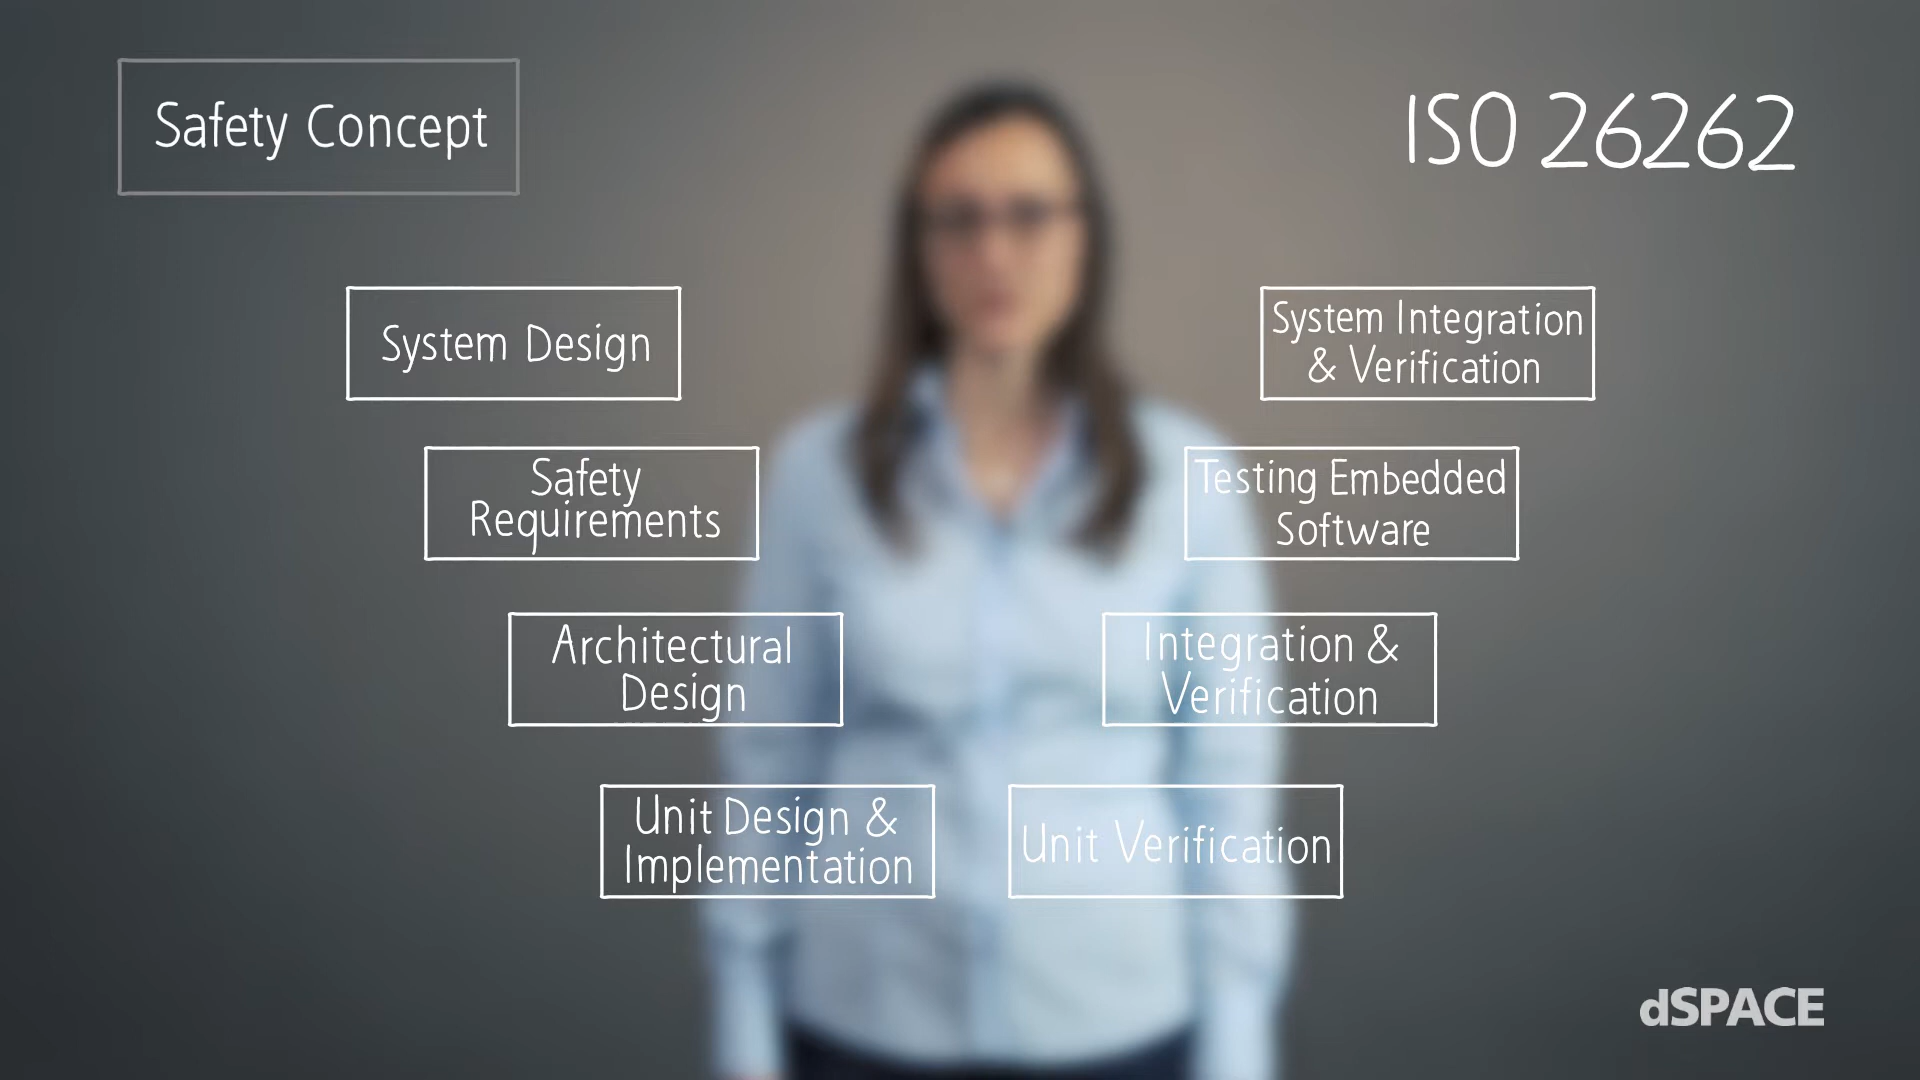 Safety Concept
ISO 26262
System Design
System Integration
& Verification
Safety
Requirements
Testing Embedded
Software
Architectural
Design
Integration &
Verification
Unit Design &
Implementation
Unit Verification
dSPACE